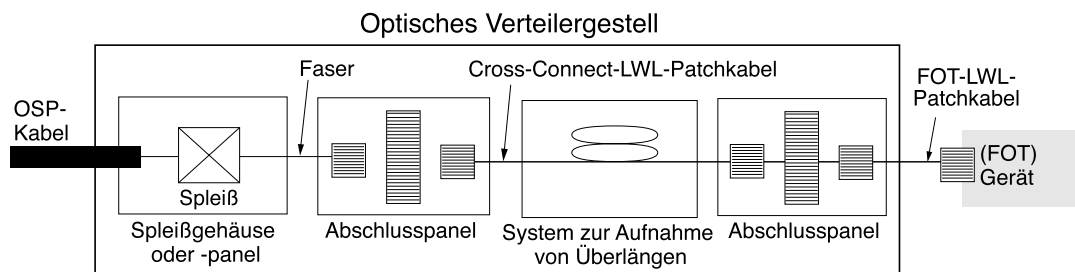 Optisches Verteilergestell
OSP-
Kabel
Faser
Cross-Connect-LWL-Patchkabel
FOT-LWL-
Patchkabel
(FOT)
Gerät
Spleiß
Spleißgehäuse
oder -panel
Abschlusspanel
System zur Aufnahme
von Überlängen
Abschlusspanel